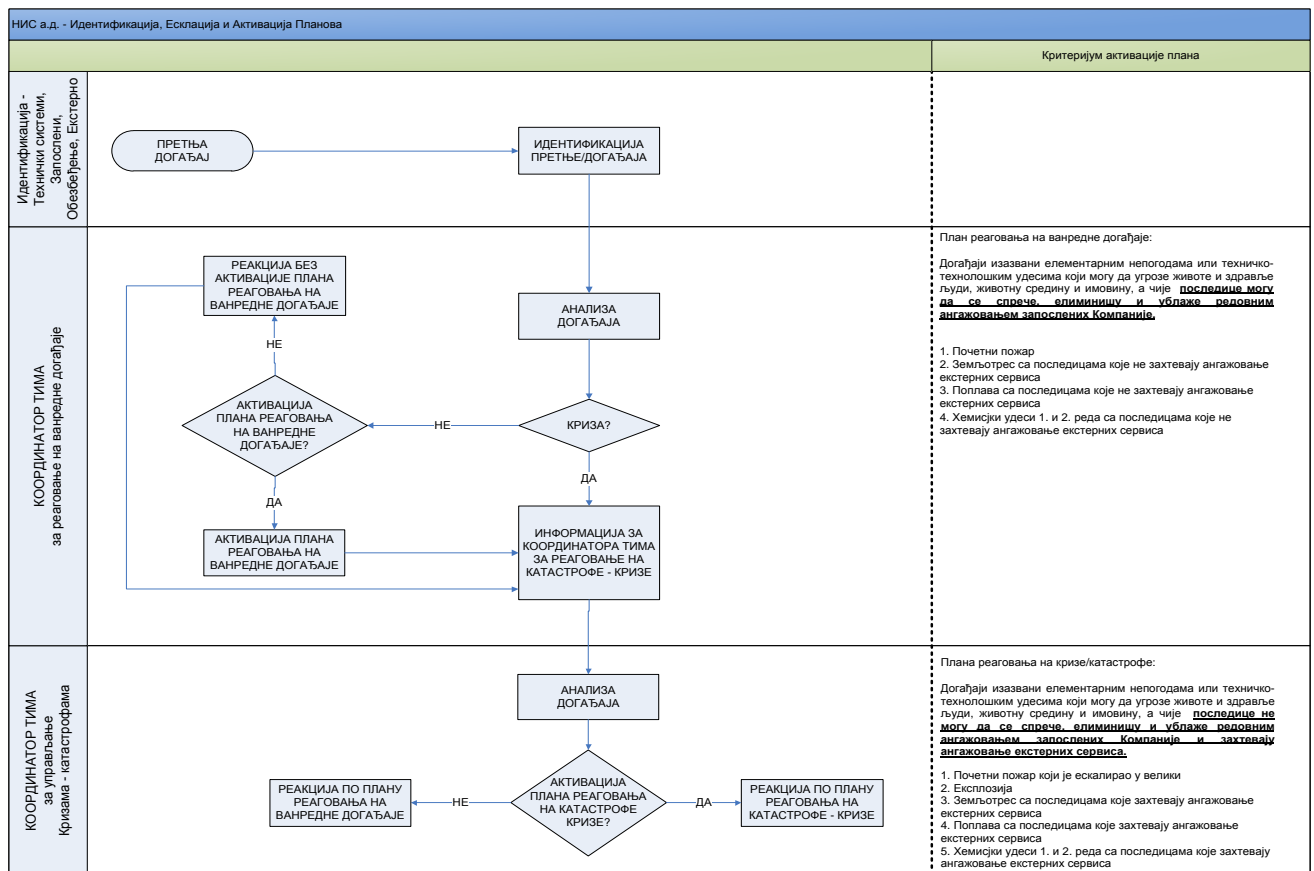 НИС а.д. - Идентификација, Есклација и Активација Планова
Критеријум активације плана
Идентификација -
Технички системи,
Запослени,
Обезбеђење, Екстерно
ПРЕТЊА
ДОГАЂАЈ
ИДЕНТИФИКАЦИЈА
ПРЕТЊЕ/ДОГАЂАЈА
КООРДИНАТОР ТИМА
за реаговање на ванредне догађаје
РЕАКЦИЈА БЕЗ
АКТИВАЦИЈЕ ПЛАНА
РЕАГОВАЊА НА
ВАНРЕДНЕ ДОГАЂАЈЕ
АНАЛИЗА
ДОГАЂАЈА
НЕ
АКТИВАЦИЈА
ПЛАНА РЕАГОВАЊА
НА ВАНРЕДНЕ
ДОГАЂАЈЕ?
НЕ
КРИЗА?
ДА
ДА
АКТИВАЦИЈА ПЛАНА
РЕАГОВАЊА НА
ВАНРЕДНЕ ДОГАЂАЈЕ
ИНФОРМАЦИЈА ЗА
КООРДИНАТОРА ТИМА
ЗА РЕАГОВАЊЕ НА
КАТАСТРОФЕ - КРИЗЕ
План реаговања на ванредне догађаје:
Догађаји изазвани елементарним непогодама или техничко-
технолошким удесима који могу да угрозе животе и здравље
људи, животну средину и имовину, а чије последице могу
да се спрече, елиминишу и ублаже редовним
ангажовањем запослених Компаније.
1. Почетни пожар
2. Земљотрес са последицама које не захтевају ангажовање
екстерних сервиса
3. Поплава са последицама које не захтевају ангажовање
екстерних сервиса
4. Хемисјки удеси 1. и 2. реда са последицама које не
захтевају ангажовање екстерних сервиса
КООРДИНАТОР ТИМА
за управљање
Кризама - катастрофама
АНАЛИЗА
ДОГАЂАЈА
РЕАКЦИЈА ПО ПЛАНУ
РЕАГОВАЊА НА
ВАНРЕДНЕ ДОГАЂАЈЕ
НЕ
АКТИВАЦИЈА
ПЛАНА РЕАГОВАЊА
НА КАТАСТРОФЕ
КРИЗЕ?
ДА
РЕАКЦИЈА ПО ПЛАНУ
РЕАГОВАЊА НА
КАТАСТРОФЕ - КРИЗЕ
Плана реаговања на кризе/катастрофе:
Догађаји изазвани елементарним непогодама или техничко-
технолошким удесима који могу да угрозе животе и здравље
људи, животну средину и имовину, а чије последице не
могу да се спрече, елиминишу и ублаже редовним
ангажовањем запослених Компаније и захтевају
ангажовање екстерних сервиса.
1. Почетни пожар који је ескалирао у велики
2. Експлозија
3. Земљотрес са последицама које захтевају ангажовање
екстерних сервиса
4. Поплава са последицама које захтевају ангажовање
екстерних сервиса
5. Хемисјки удеси 1. и 2. реда са последицама које захтевају
ангажовање екстерних сервиса